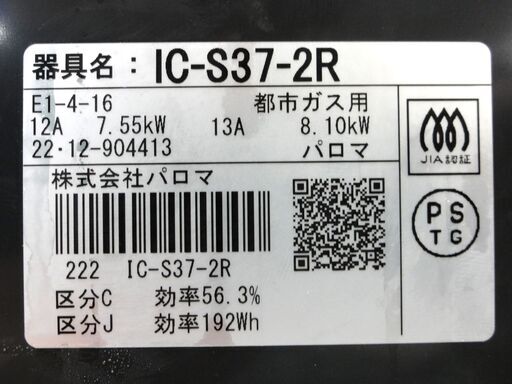 器具名: IC-S37-2R
E1-4-16 都市ガス用
12A 7.55kW 13A 8.10kW
22・12-904413 パロマ
JIA認証
株式会社パロマ
PS
TG
222 IC-S37-2R
区分C 効率56.3%
区分J 効率192Wh